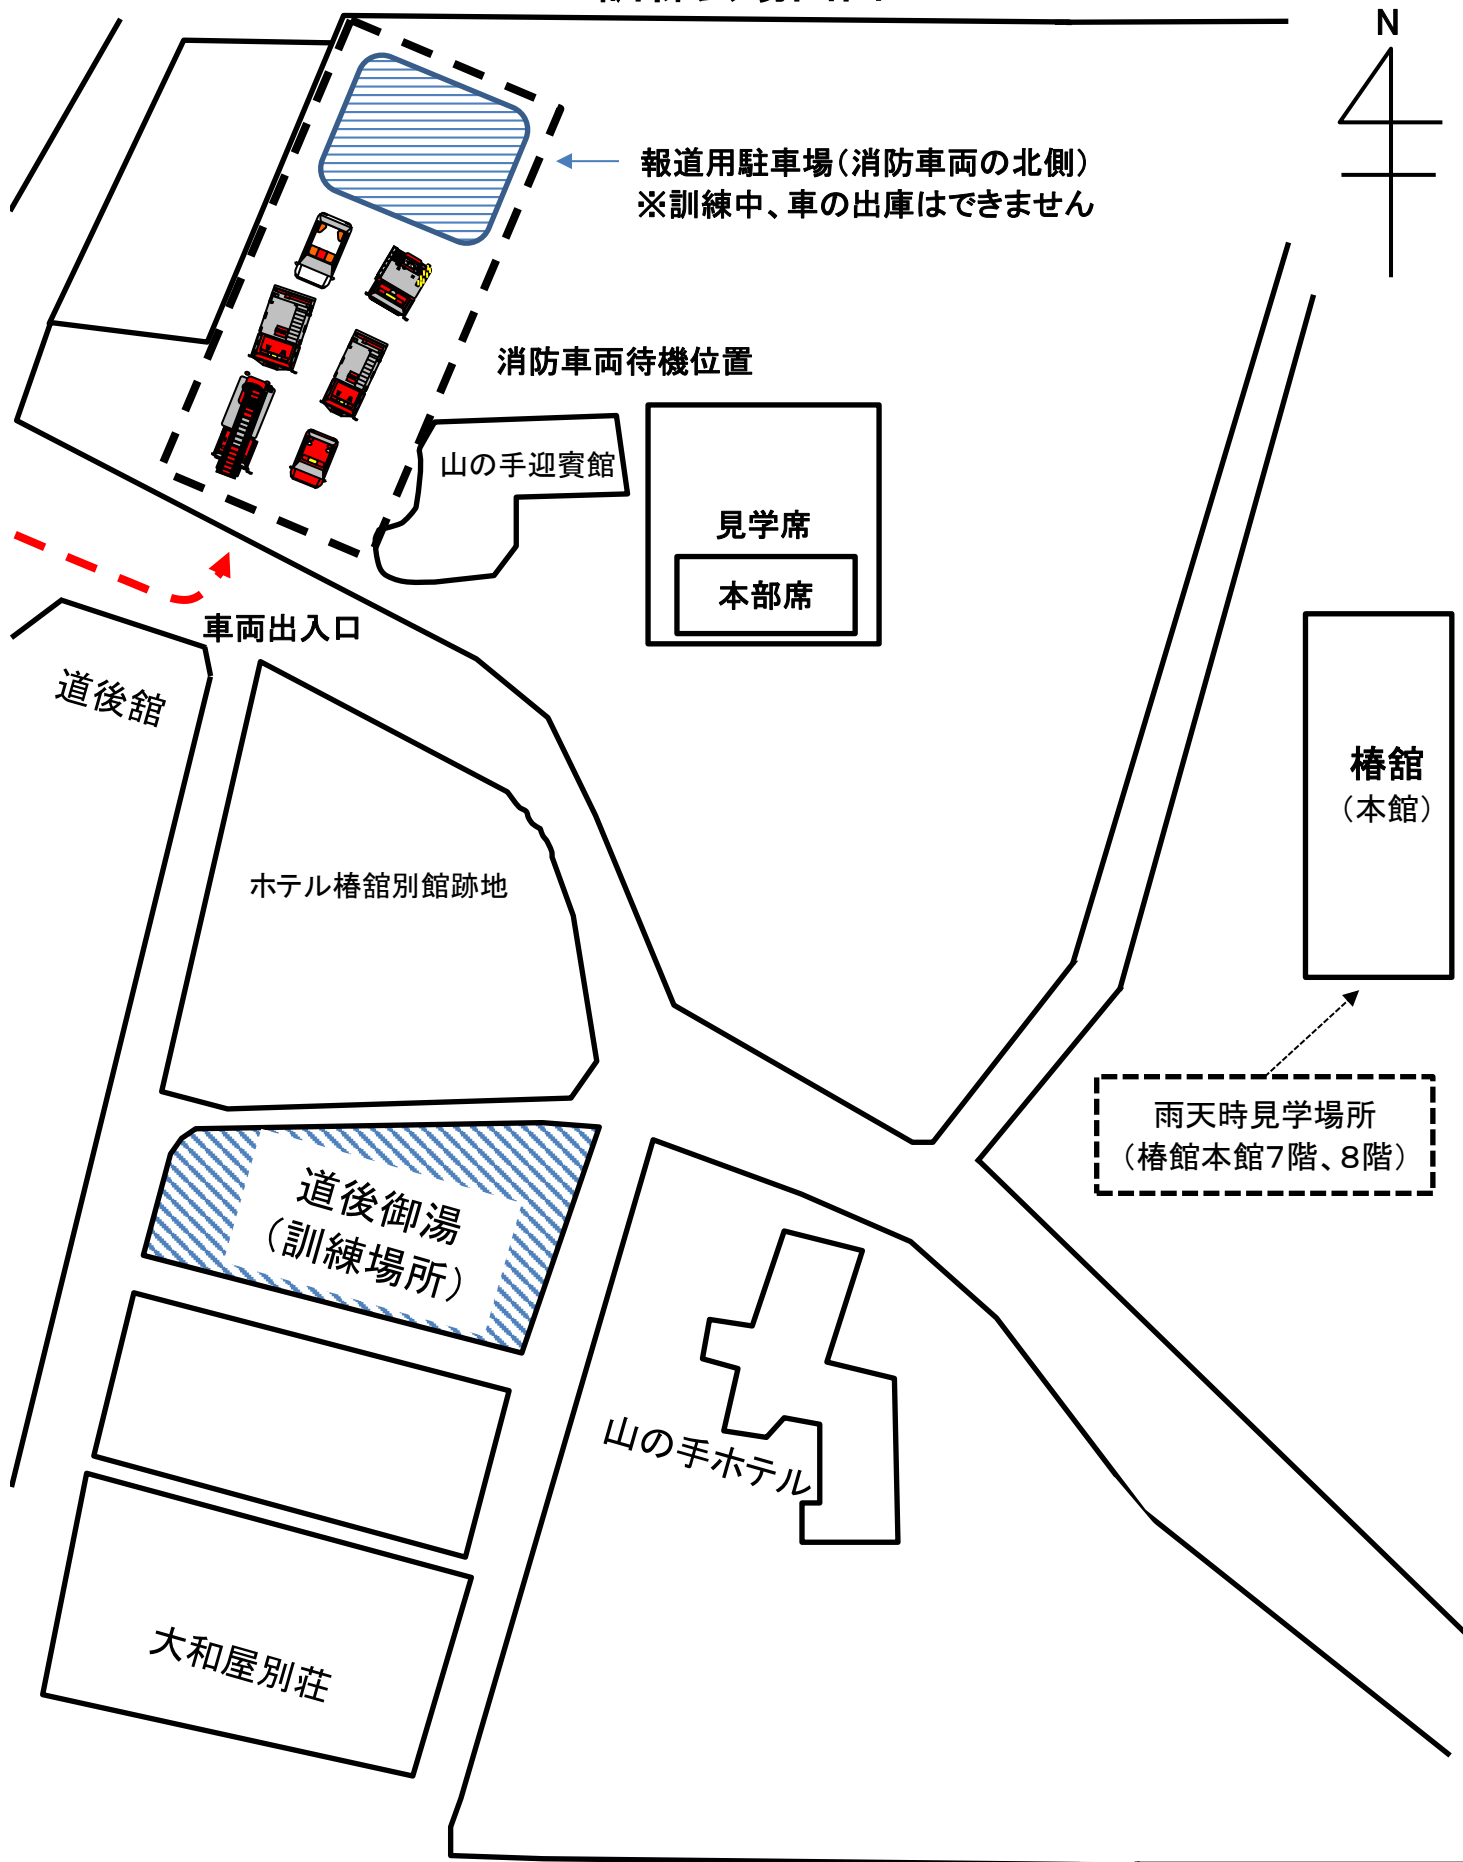 N
報道用駐車場(消防車両の北側)
※訓練中、車の出庫はできません
消防車両待機位置
山の手迎賓館
見学席
本部席
車両出入口
道後舘
椿舘
(本館)
ホテル椿舘別館跡地
雨天時見学場所
(椿館本館7階、8階)
道後御湯
(訓練場所)
山の手ホテル
大和屋別荘